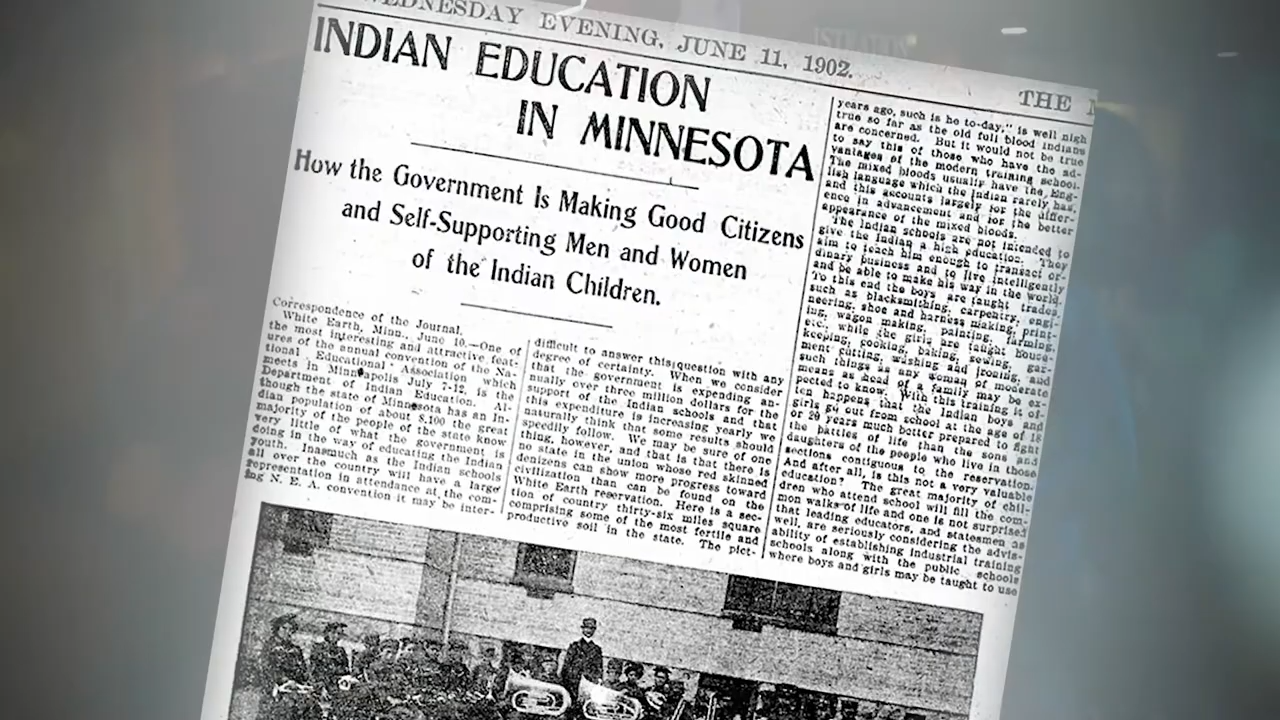 WEDNESDAY EVENING, JUNE 11, 1902.
THE
INDIAN EDUCATION
IN MINNESOTA
How the Government Is Making Good Citizens
and Self-Supporting Men and Women
of the Indian Children.
Correspondence of the Journal.
White Earth, Minn., June 10.—One of
the most interesting and attractive feat-
ures of the annual convention of the Na-
tional Educational Association which
meets in Minneapolis July 7-12, is the
Department of Indian Education. Al-
though the state of Minnesota has an In-
dian population of about 8,100 the great
majority of the people of the state know
very little of what the government is
doing in the way of educating the Indian
youth. Inasmuch as the Indian schools
all over the country will have a large
representation in attendance at the com-
ing N. E. A. convention it may be inter-
difficult to answer this question with any
degree of certainty. When we consider
that the government is expending an-
nually over three million dollars for the
support of the Indian schools and that
this expenditure is increasing yearly we
naturally think that some results should
speedily follow. We may be sure of one
thing, however, and that is that there is
no state in the union whose red skinned
denizens can show more progress toward
civilization than can be found on the
White Earth reservation. Here is a sec-
tion of country thirty-six miles square
comprising some of the most fertile and
productive soil in the state. The pict-
years ago, such is he to-day," is well nigh
true so far as the old full blood Indians
are concerned. But it would not be true
to say this of those who have the ad-
vantages of the modern training school.
The mixed bloods usually have the Eng-
lish language which the Indian rarely has,
and this accounts largely for the differ-
ence in advancement and for the better
appearance of the mixed bloods.
The Indian schools are not intended to
give the Indian a high education. They
aim to teach him enough to transact or-
dinary business and to live intelligently
and be able to make his way in the world.
To this end the boys are taught trades,
such as blacksmithing, carpentry, engi-
neering, shoe and harness making, print-
ing, wagon making, painting, farming,
etc., while the girls are taught house-
keeping, cooking, baking, sewing, gar-
ment cutting, washing and ironing, and
such things as any woman of moderate
means as head of a family may be ex-
pected to know. With this training it of-
ten happens that the Indian boys and
girls go out from school at the age of 18
or 20 years much better prepared to fight
the battles of life than the sons and
daughters of the people who live in those
sections contiguous to the reservation.
And after all, is this not a very valuable
education? The great majority of chil-
dren who attend school will fill the com-
mon walks of life and one is not surprised
that leading educators, and statesmen as
well, are seriously considering the advis-
ability of establishing industrial training
schools along with the public schools
where boys and girls may be taught to use